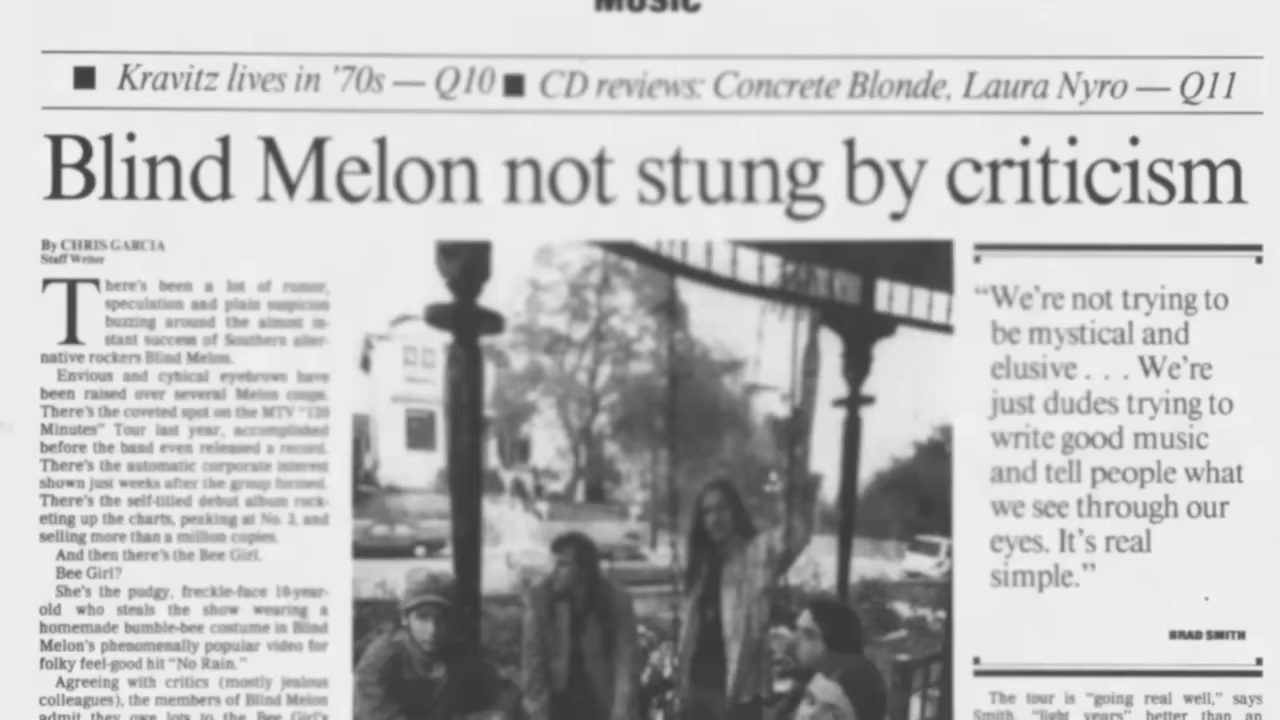 MUSIC
■ Kravitz lives in '70s — Q10 ■ CD reviews: Concrete Blonde, Laura Nyro — Q11
Blind Melon not stung by criticism
By CHRIS GARCIA
Staff Writer
There's been a lot of rumor,
speculation and plain suspicion
buzzing around the almost in-
stant success of Southern alter-
native rockers Blind Melon.
Envious and cynical eyebrows have
been raised over several Melon coups.
There's the coveted spot on the MTV "120
Minutes" Tour last year, accomplished
before the band even released a record.
There's the automatic corporate interest
shown just weeks after the group formed.
There's the self-titled debut album rock-
eting up the charts, peaking at No. 3, and
selling more than a million copies.
And then there's the Bee Girl.
Bee Girl?
She's the pudgy, freckle-face 10-year-
old who steals the show wearing a
homemade bumble-bee costume in Blind
Melon's phenomenally popular video for
folky feel-good hit "No Rain."
Agreeing with critics (mostly jealous
colleagues), the members of Blind Melon
admit they owe lots to the Bee Girl's
"We're not trying to
be mystical and
elusive . . . We're
just dudes trying to
write good music
and tell people what
we see through our
eyes. It's real
simple."
BRAD SMITH
The tour is "going real well," says
Smith, "light years" better than an